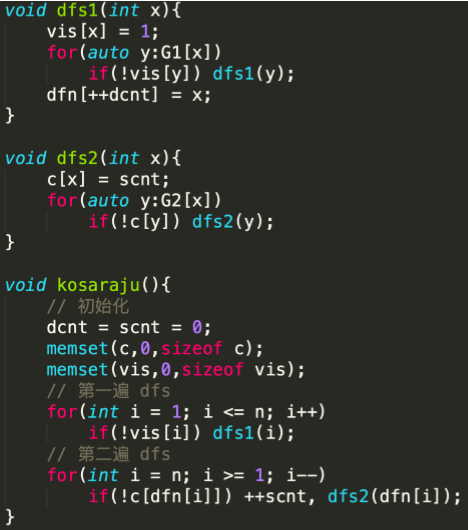 void dfs1(int x){
    vis[x] = 1;
    for(auto y:G1[x])
        if(!vis[y]) dfs1(y);
    dfn[++dcnt] = x;
}

void dfs2(int x){
    c[x] = scnt;
    for(auto y:G2[x])
        if(!c[y]) dfs2(y);
}

void kosaraju(){
    // 初始化
    dcnt = scnt = 0;
    memset(c,0,sizeof c);
    memset(vis,0,sizeof vis);
    // 第一遍 dfs
    for(int i = 1; i <= n; i++)
        if(!vis[i]) dfs1(i);
    // 第二遍 dfs
    for(int i = n; i >= 1; i--)
        if(!c[dfn[i]]) ++scnt, dfs2(dfn[i]);
}